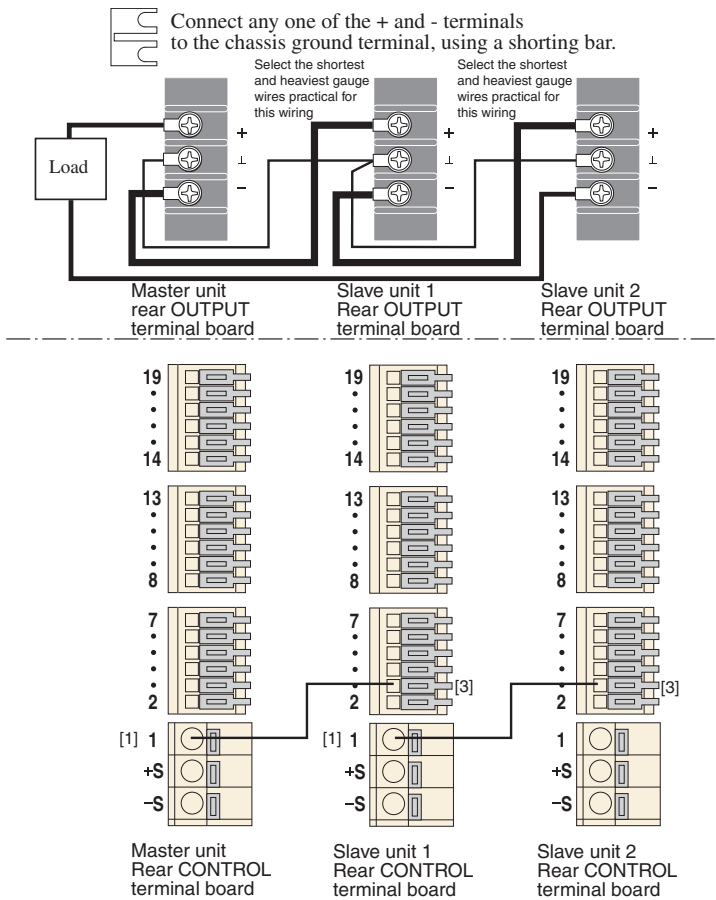 Connect any one of the + and - terminals
to the chassis ground terminal, using a shorting bar.
Select the shortest
and heaviest gauge
wires practical for
this wiring
Select the shortest
and heaviest gauge
wires practical for
this wiring
Load
+
⊥
−
+
⊥
−
+
⊥
−
Master unit
rear OUTPUT
terminal board
Slave unit 1
Rear OUTPUT
terminal board
Slave unit 2
Rear OUTPUT
terminal board
19
14
13
8
7
2
[1] 1
+S
−S
19
14
13
8
7
[3]
2
[1] 1
+S
−S
19
14
13
8
7
[3]
2
1
+S
−S
Master unit
Rear CONTROL
terminal board
Slave unit 1
Rear CONTROL
terminal board
Slave unit 2
Rear CONTROL
terminal board